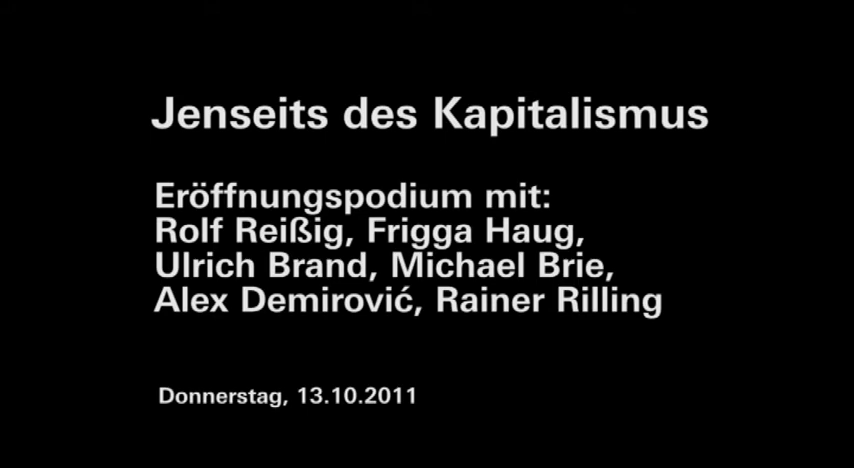 Jenseits des Kapitalismus
Eröffnungspodium mit:
Rolf Reißig, Frigga Haug,
Ulrich Brand, Michael Brie,
Alex Demirović, Rainer Rilling
Donnerstag, 13.10.2011